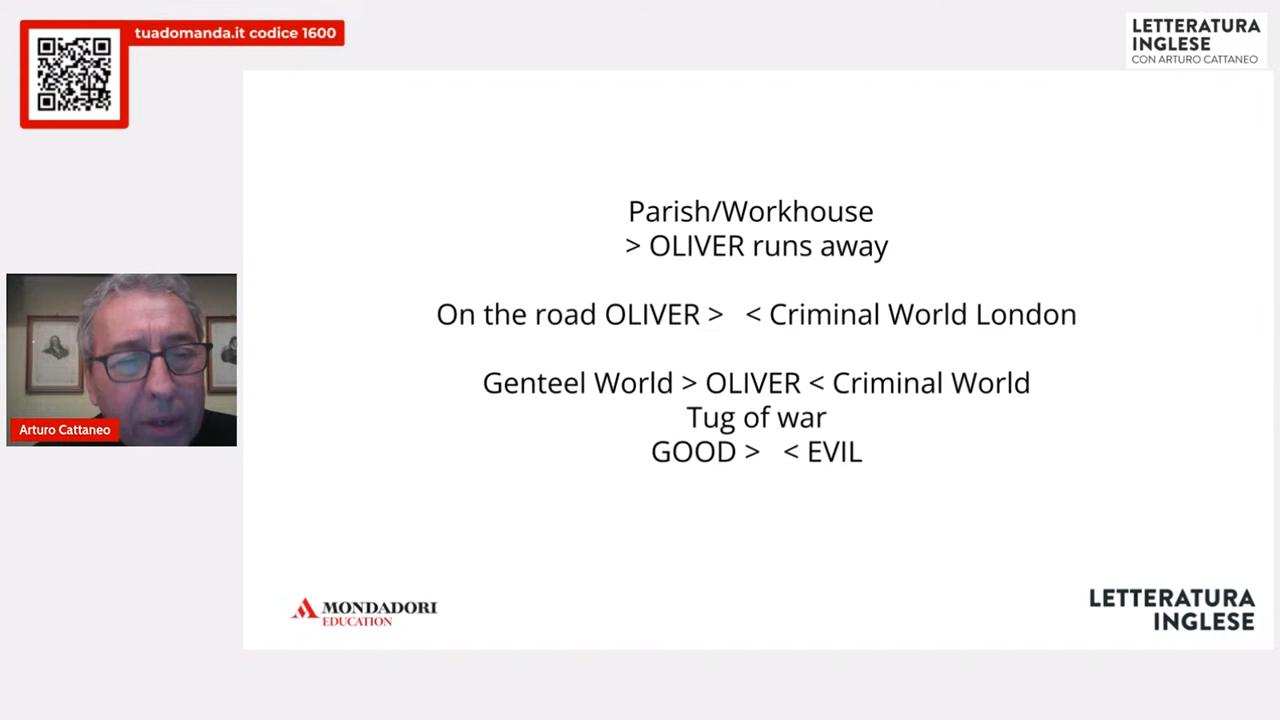 tuadomanda.it codice 1600
LETTERATURA
INGLESE
CON ARTURO CATTANEO
Parish/Workhouse
> OLIVER runs away
On the road OLIVER > < Criminal World London
Genteel World > OLIVER < Criminal World
Tug of war
GOOD > < EVIL
Arturo Cattaneo
MONDADORI
EDUCATION
LETTERATURA
INGLESE